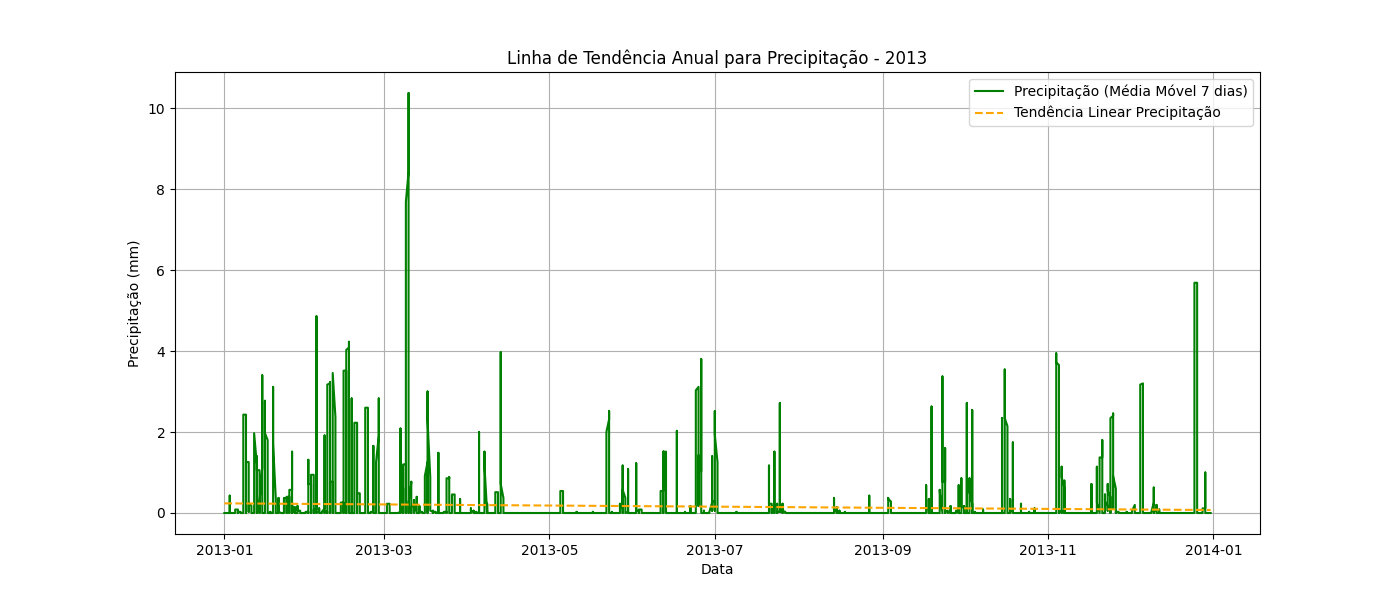 Linha de Tendência Anual para Precipitação - 2013
Precipitação (Média Móvel 7 dias)
Tendência Linear Precipitação
Precipitação (mm)
10
8
6
4
2
0
2013-01
2013-03
2013-05
2013-07
2013-09
2013-11
2014-01
Data